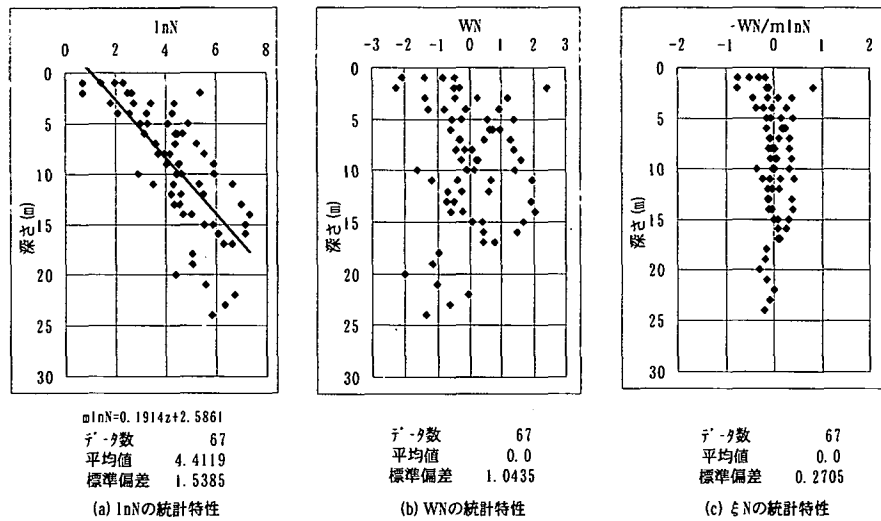 lnN
0 2 4 6 8
0
5
10
15
20
25
30
深さ(m)
mlnN=0.1914z+2.5861
データ数 67
平均値 4.4119
標準偏差 1.5385
(a) lnNの統計特性
WN
-3 -2 -1 0 1 2 3
0
5
10
15
20
25
30
深さ(m)
データ数 67
平均値 0.0
標準偏差 1.0435
(b) WNの統計特性
-WN/mlnN
-2 -1 0 1 2
0
5
10
15
20
25
30
深さ(m)
データ数 67
平均値 0.0
標準偏差 0.2705
(c) ξNの統計特性